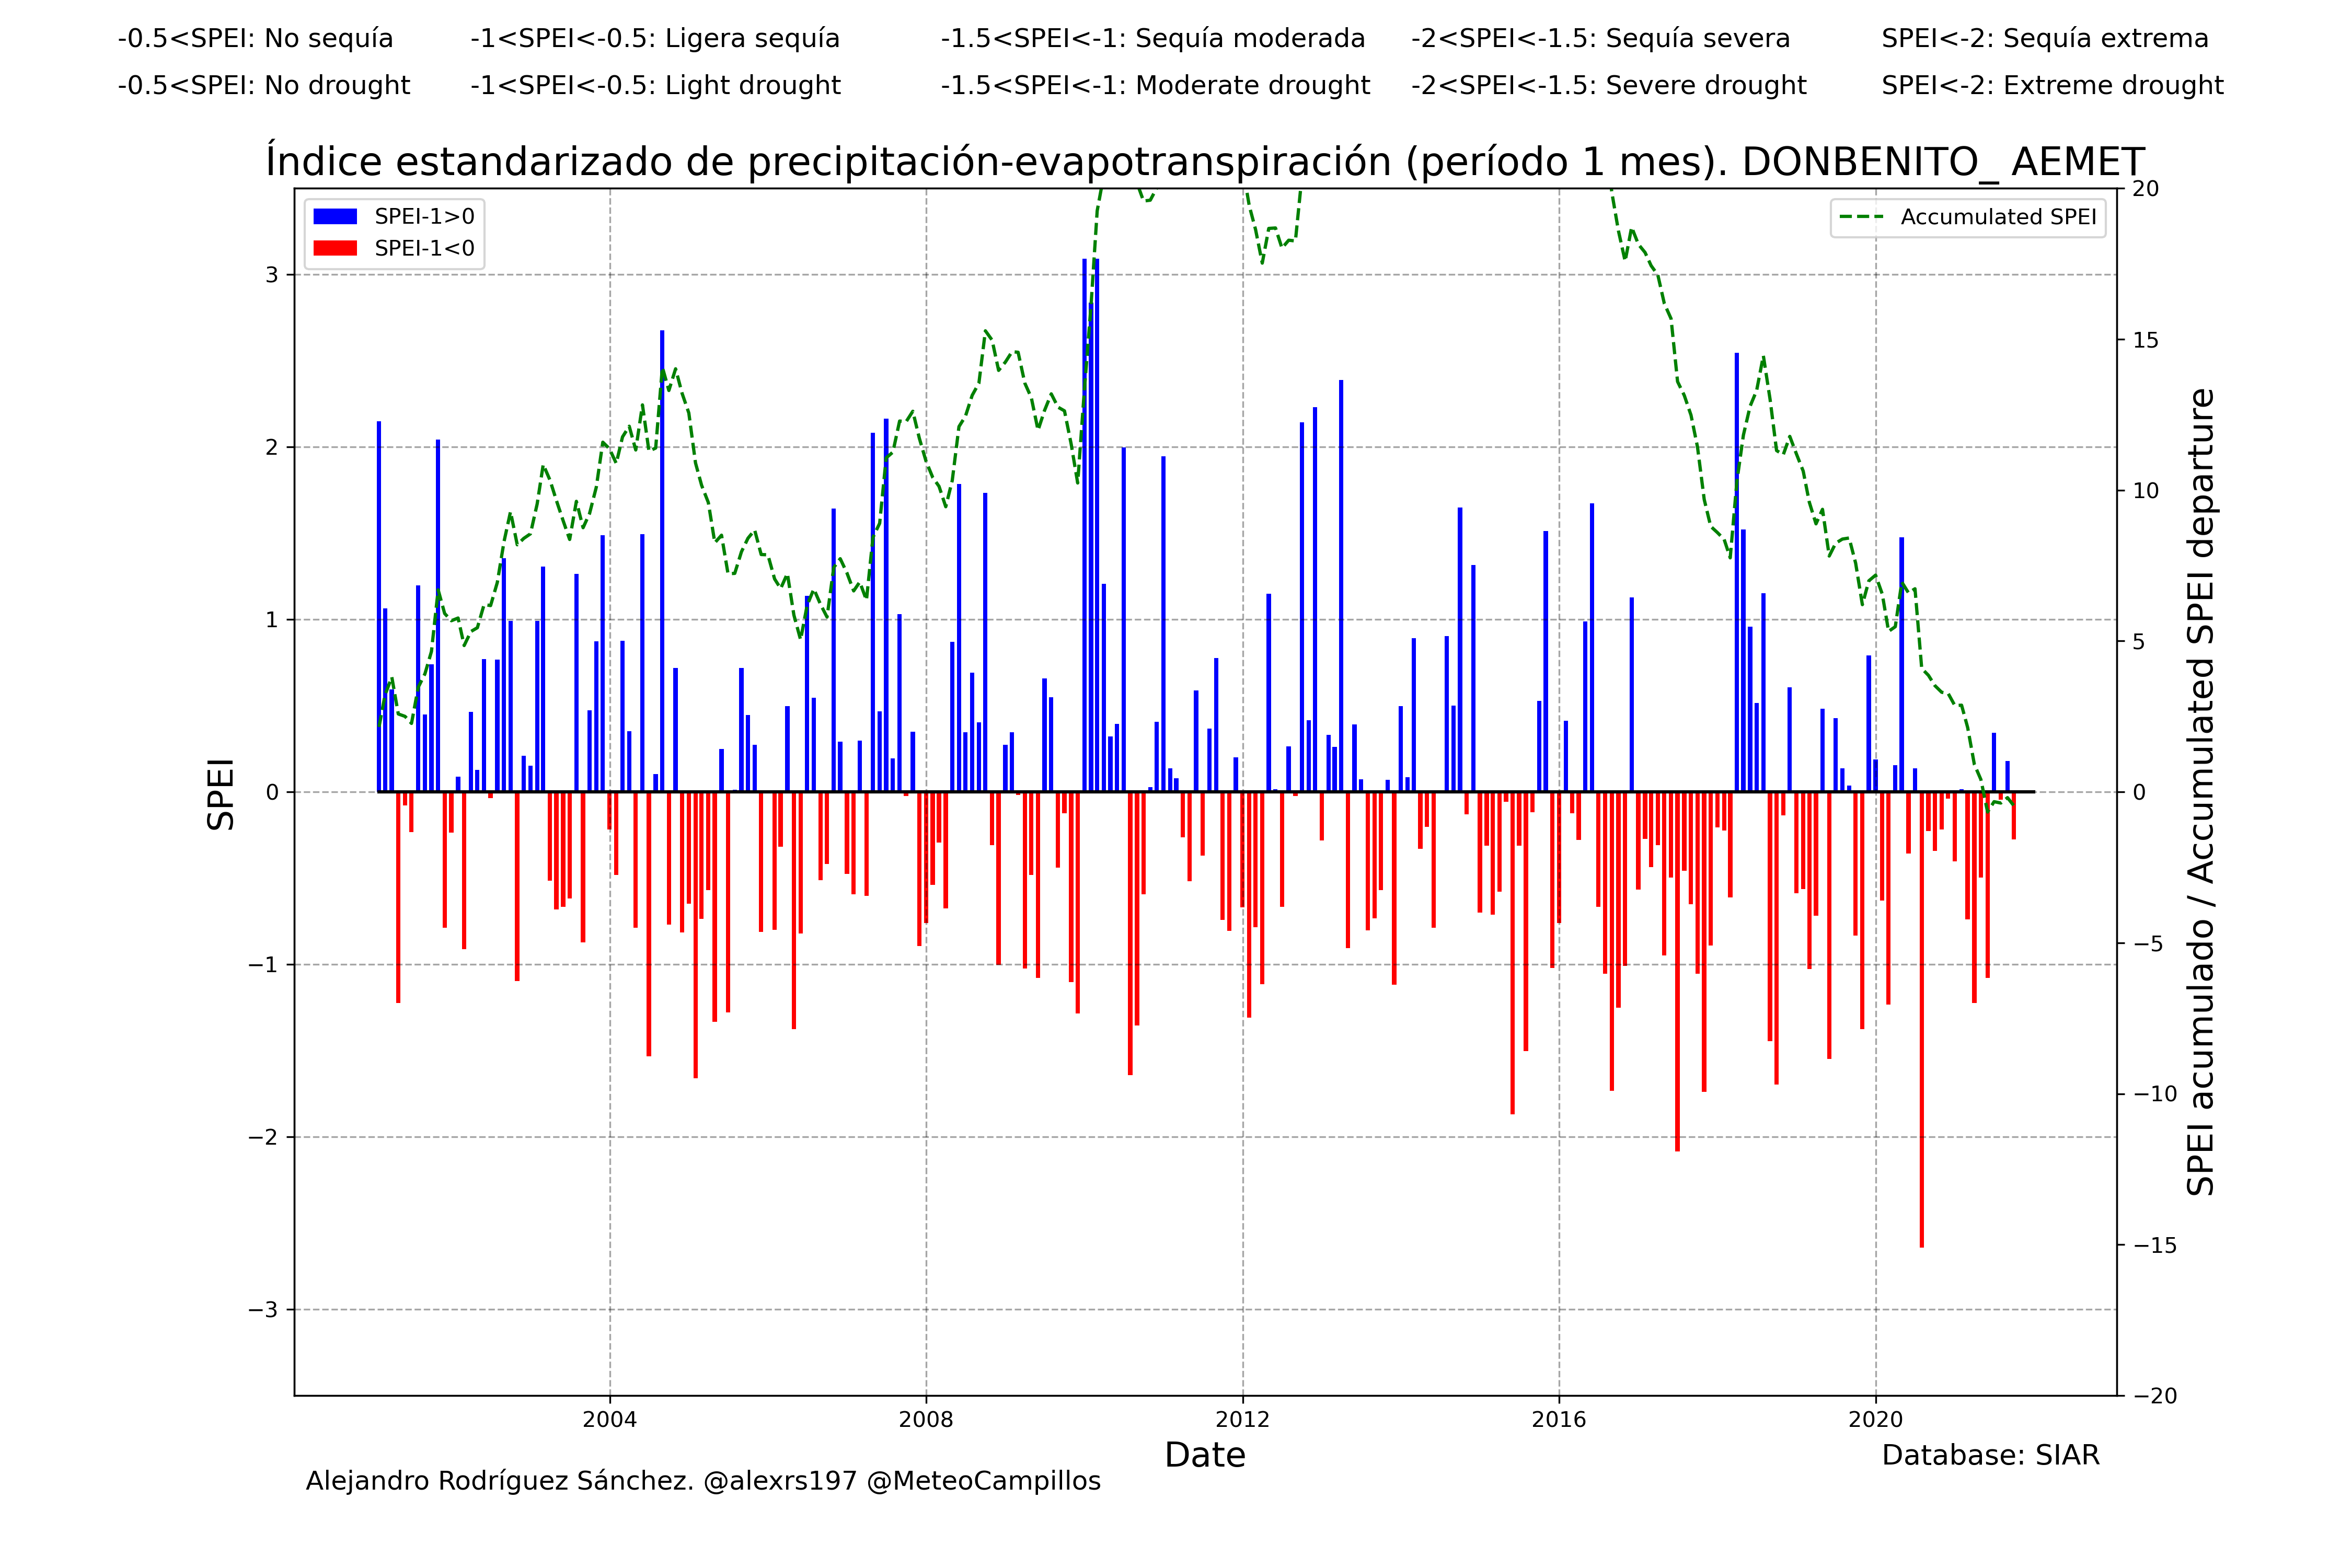 -0.5<SPEI: No sequía -1<SPEI<-0.5: Ligera sequía -1.5<SPEI<-1: Sequía moderada -2<SPEI<-1.5: Sequía severa SPEI<-2: Sequía extrema
-0.5<SPEI: No drought -1<SPEI<-0.5: Light drought -1.5<SPEI<-1: Moderate drought -2<SPEI<-1.5: Severe drought SPEI<-2: Extreme drought
Índice estandarizado de precipitación-evapotranspiración (período 1 mes). DONBENITO_ AEMET
SPEI-1>0
SPEI-1<0
Accumulated SPEI
SPEI
3
2
1
0
−1
−2
−3
20
15
10
5
0
−5
−10
−15
−20
SPEI acumulado / Accumulated SPEI departure
2004 2008 2012 2016 2020
Date
Database: SIAR
Alejandro Rodríguez Sánchez. @alexrs197 @MeteoCampillos